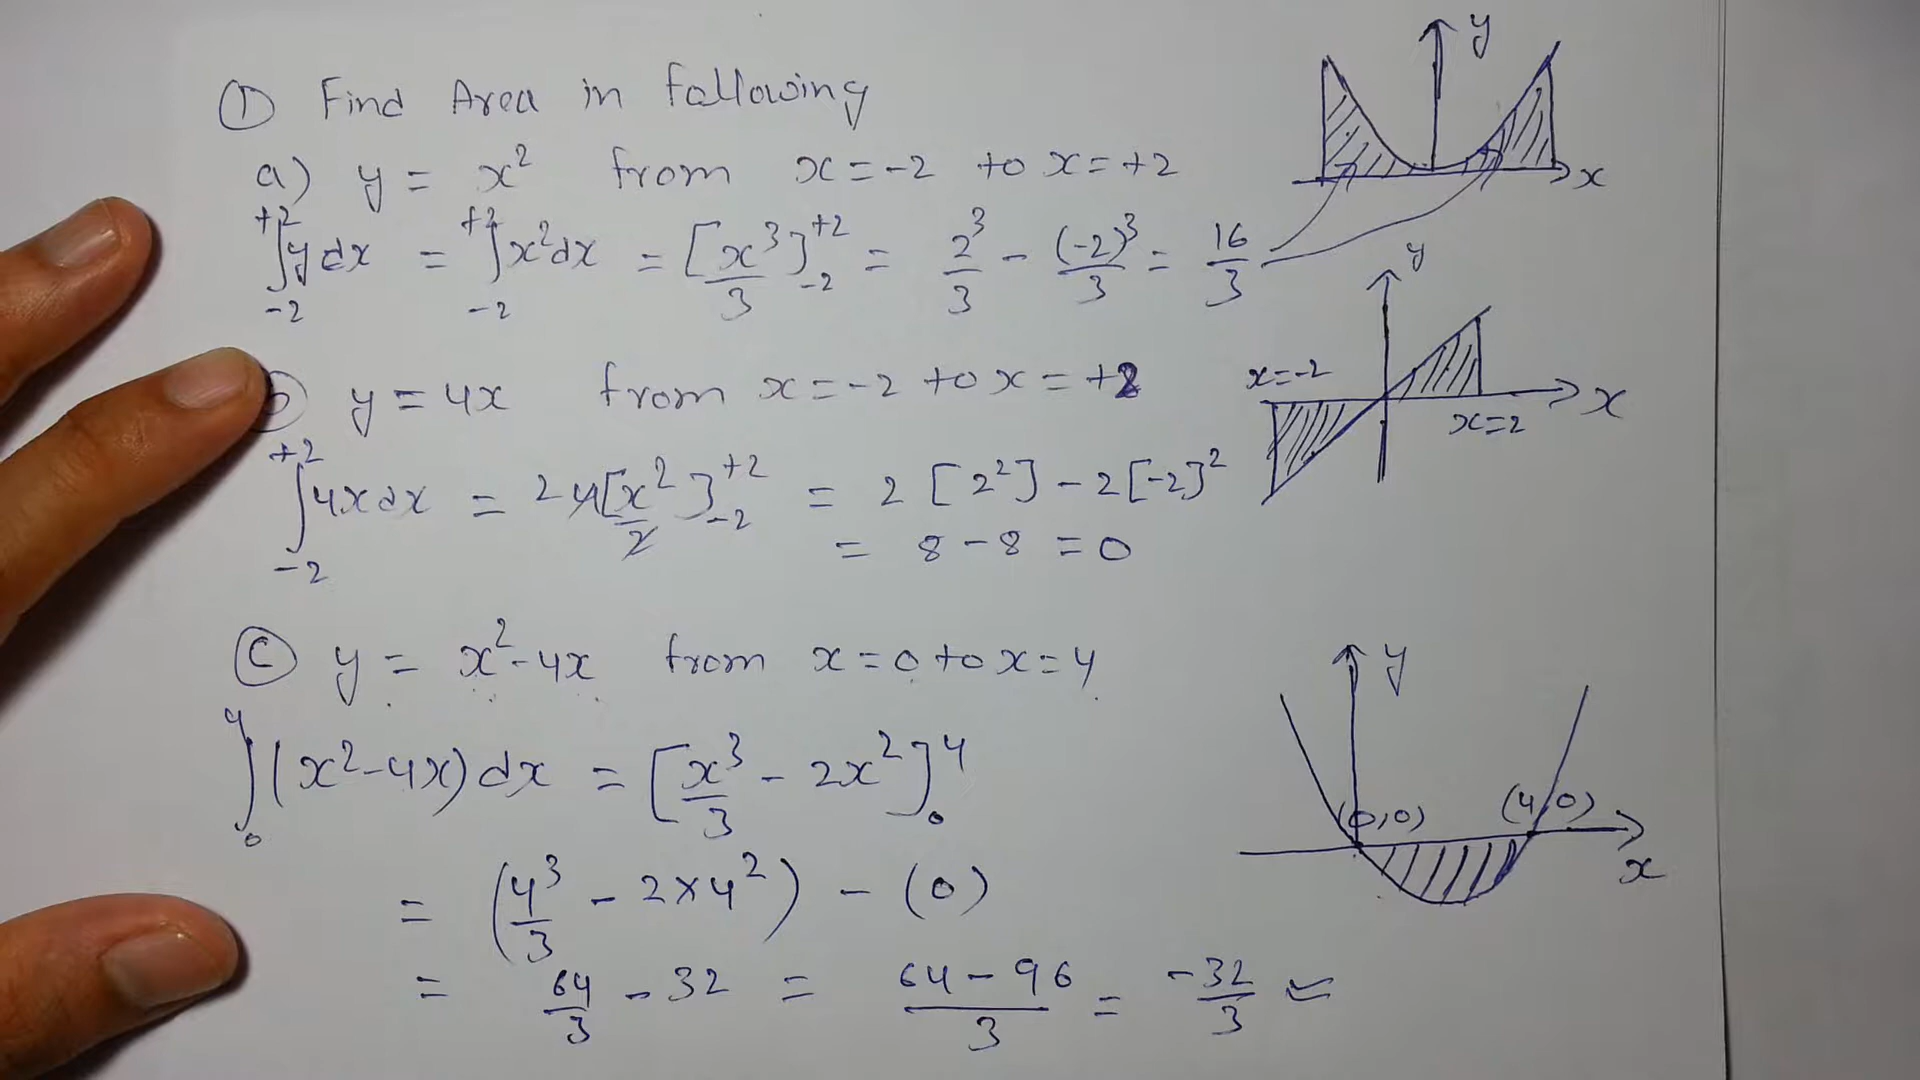 ① Find Area in following
a) y = x² from x = -2 to x = +2
∫₋₂⁺² y dx = ∫₋₂⁺² x² dx = [x³/3]₋₂⁺² = 2³/3 - (-2)³/3 = 16/3
b y = 4x from x = -2 to x = +2
∫₋₂⁺² 4x dx = 2 4[x²/2]₋₂⁺² = 2[2²] - 2[-2]²
= 8 - 8 = 0
ⓒ y = x² - 4x from x = 0 to x = 4
∫₀⁴ (x² - 4x) dx = [x³/3 - 2x²]₀⁴
= (4³/3 - 2×4²) - (0)
= 64/3 - 32 = (64 - 96)/3 = -32/3
y
x
y
x=-2
x
x=2
y
(0,0) (4,0)
x